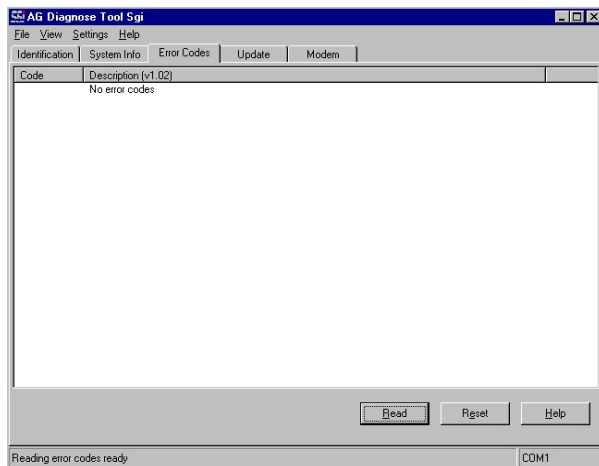 AG Diagnose Tool Sgi
File View Settings Help
Identification System Info Error Codes Update Modem
Code Description (v1.02)
No error codes
Read Reset Help
Reading error codes ready COM1